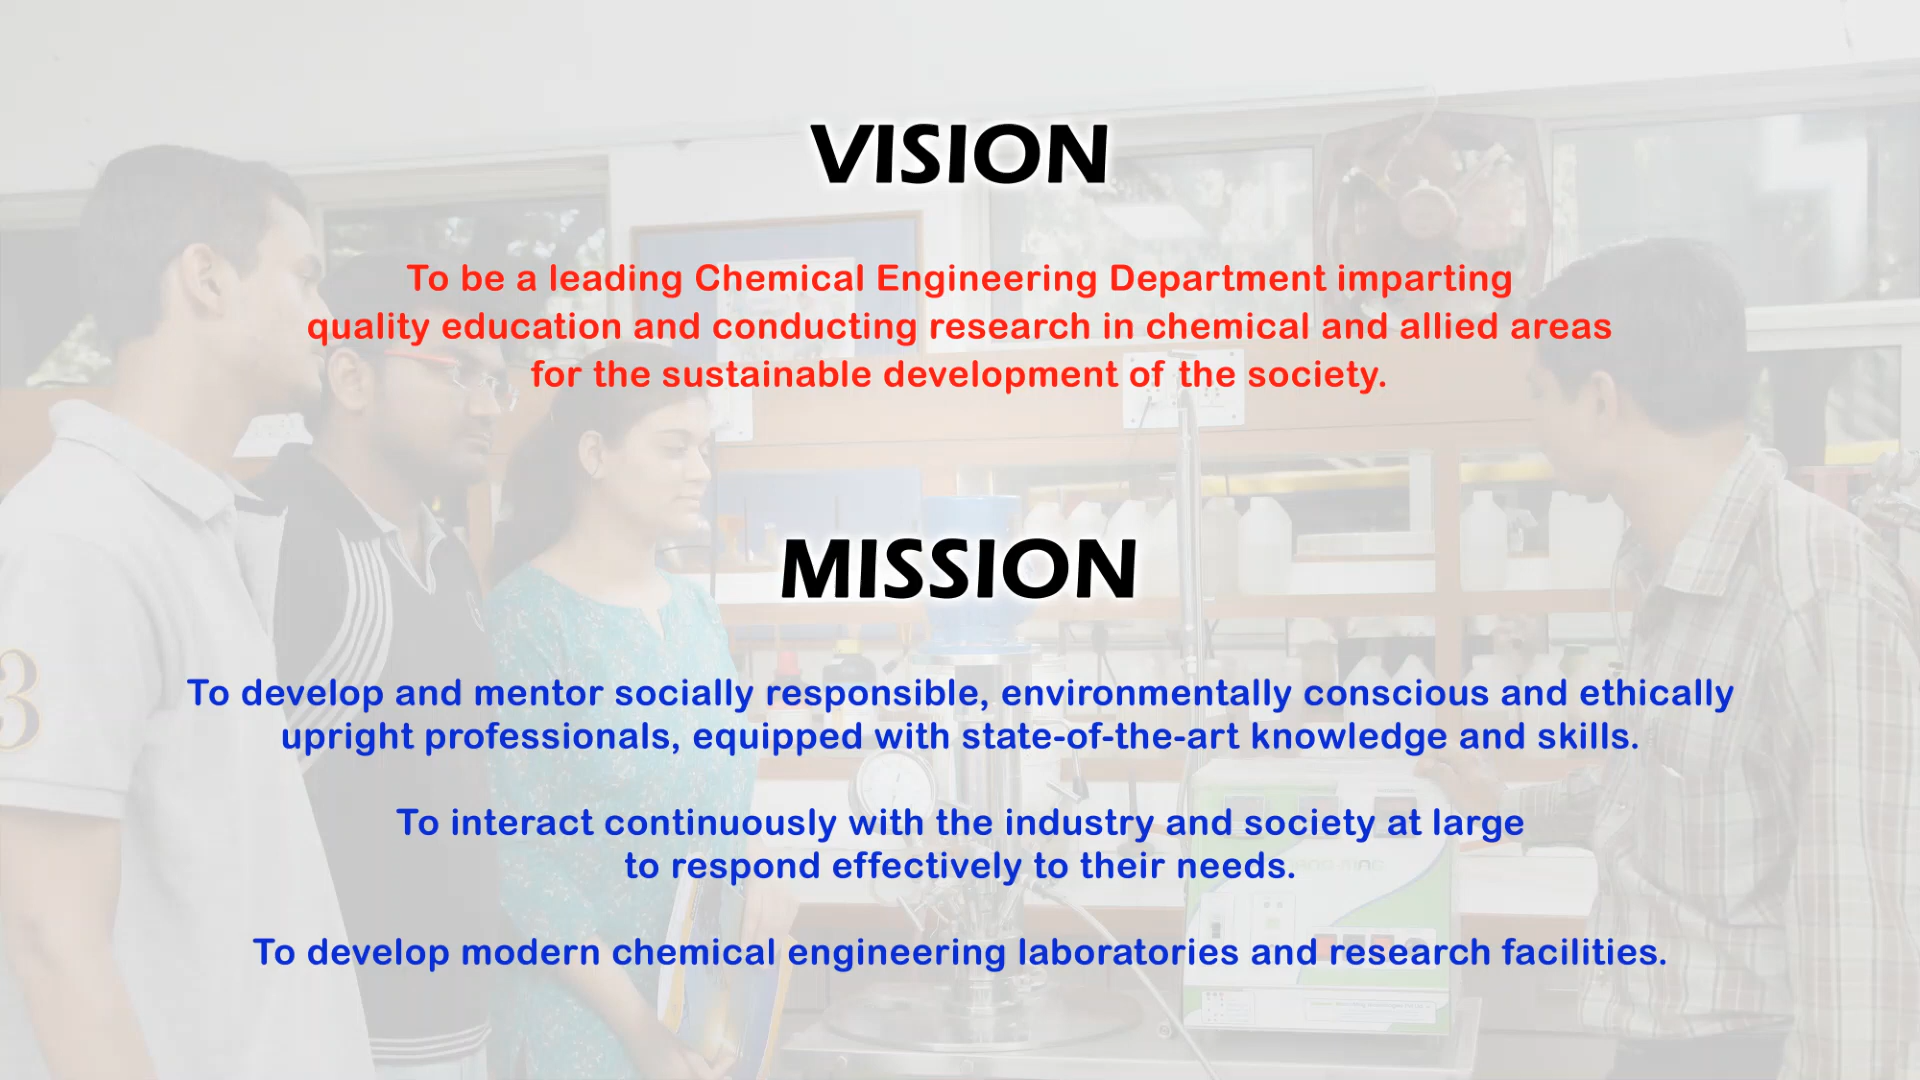 VISION
To be a leading Chemical Engineering Department imparting
quality education and conducting research in chemical and allied areas
for the sustainable development of the society.
MISSION
To develop and mentor socially responsible, environmentally conscious and ethically
upright professionals, equipped with state-of-the-art knowledge and skills.
To interact continuously with the industry and society at large
to respond effectively to their needs.
To develop modern chemical engineering laboratories and research facilities.
3